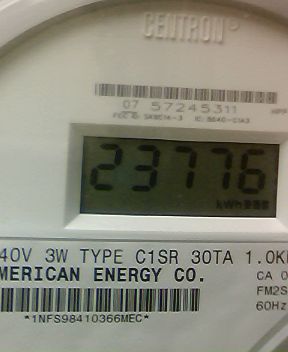 CENTRON®
07 57245311
23776
kWh
40V 3W TYPE C1SR 30TA 1.0K
MERICAN ENERGY CO.
CA 0
FM2S
60Hz
*1NFS98410366MEC*